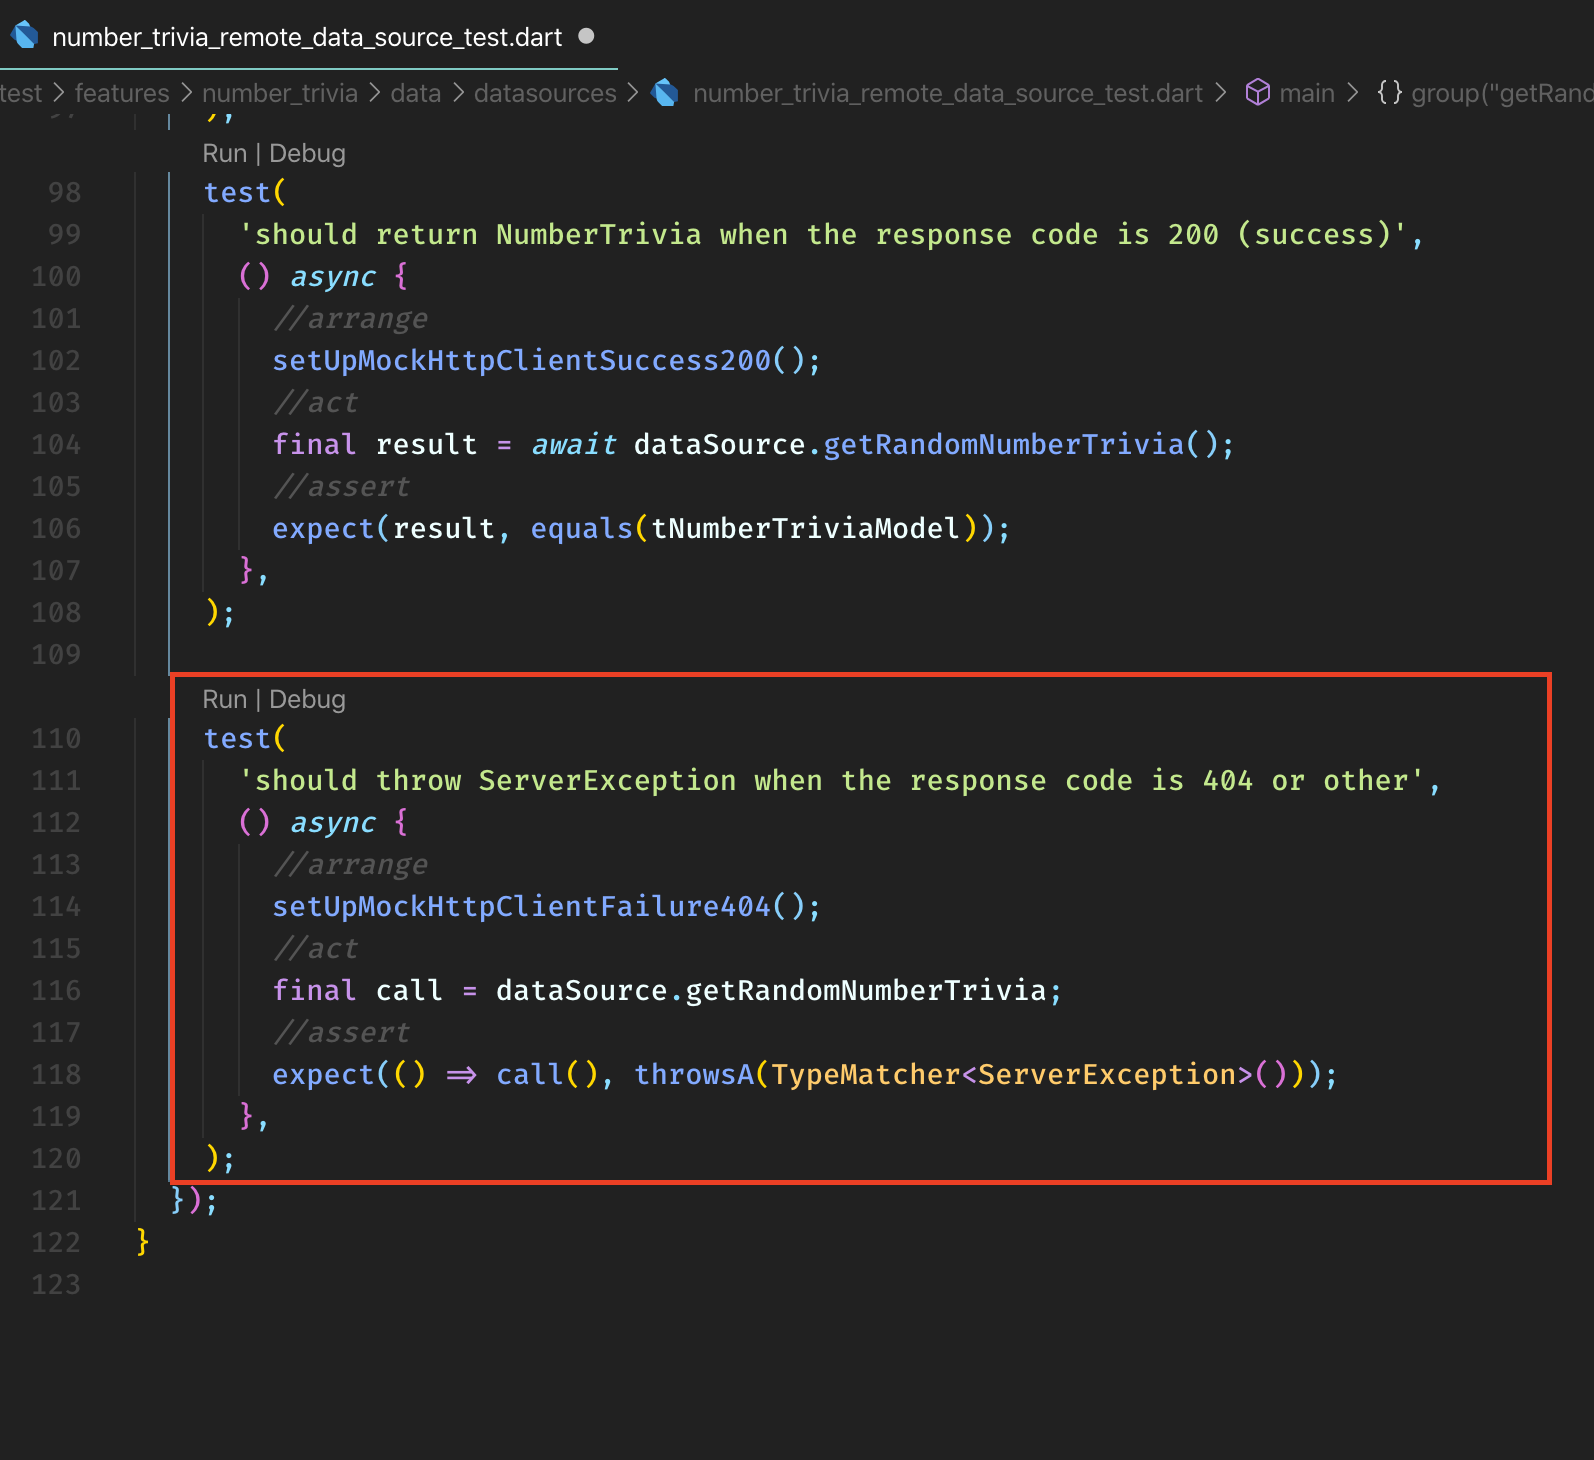 number_trivia_remote_data_source_test.dart
test > features > number_trivia > data > datasources > number_trivia_remote_data_source_test.dart > main > {} group("getRand
97 );
Run | Debug
98 test(
99 'should return NumberTrivia when the response code is 200 (success)',
100 () async {
101 //arrange
102 setUpMockHttpClientSuccess200();
103 //act
104 final result = await dataSource.getRandomNumberTrivia();
105 //assert
106 expect(result, equals(tNumberTriviaModel));
107 },
108 );
109
Run | Debug
110 test(
111 'should throw ServerException when the response code is 404 or other',
112 () async {
113 //arrange
114 setUpMockHttpClientFailure404();
115 //act
116 final call = dataSource.getRandomNumberTrivia;
117 //assert
118 expect(() => call(), throwsA(TypeMatcher<ServerException>()));
119 },
120 );
121 });
122 }
123